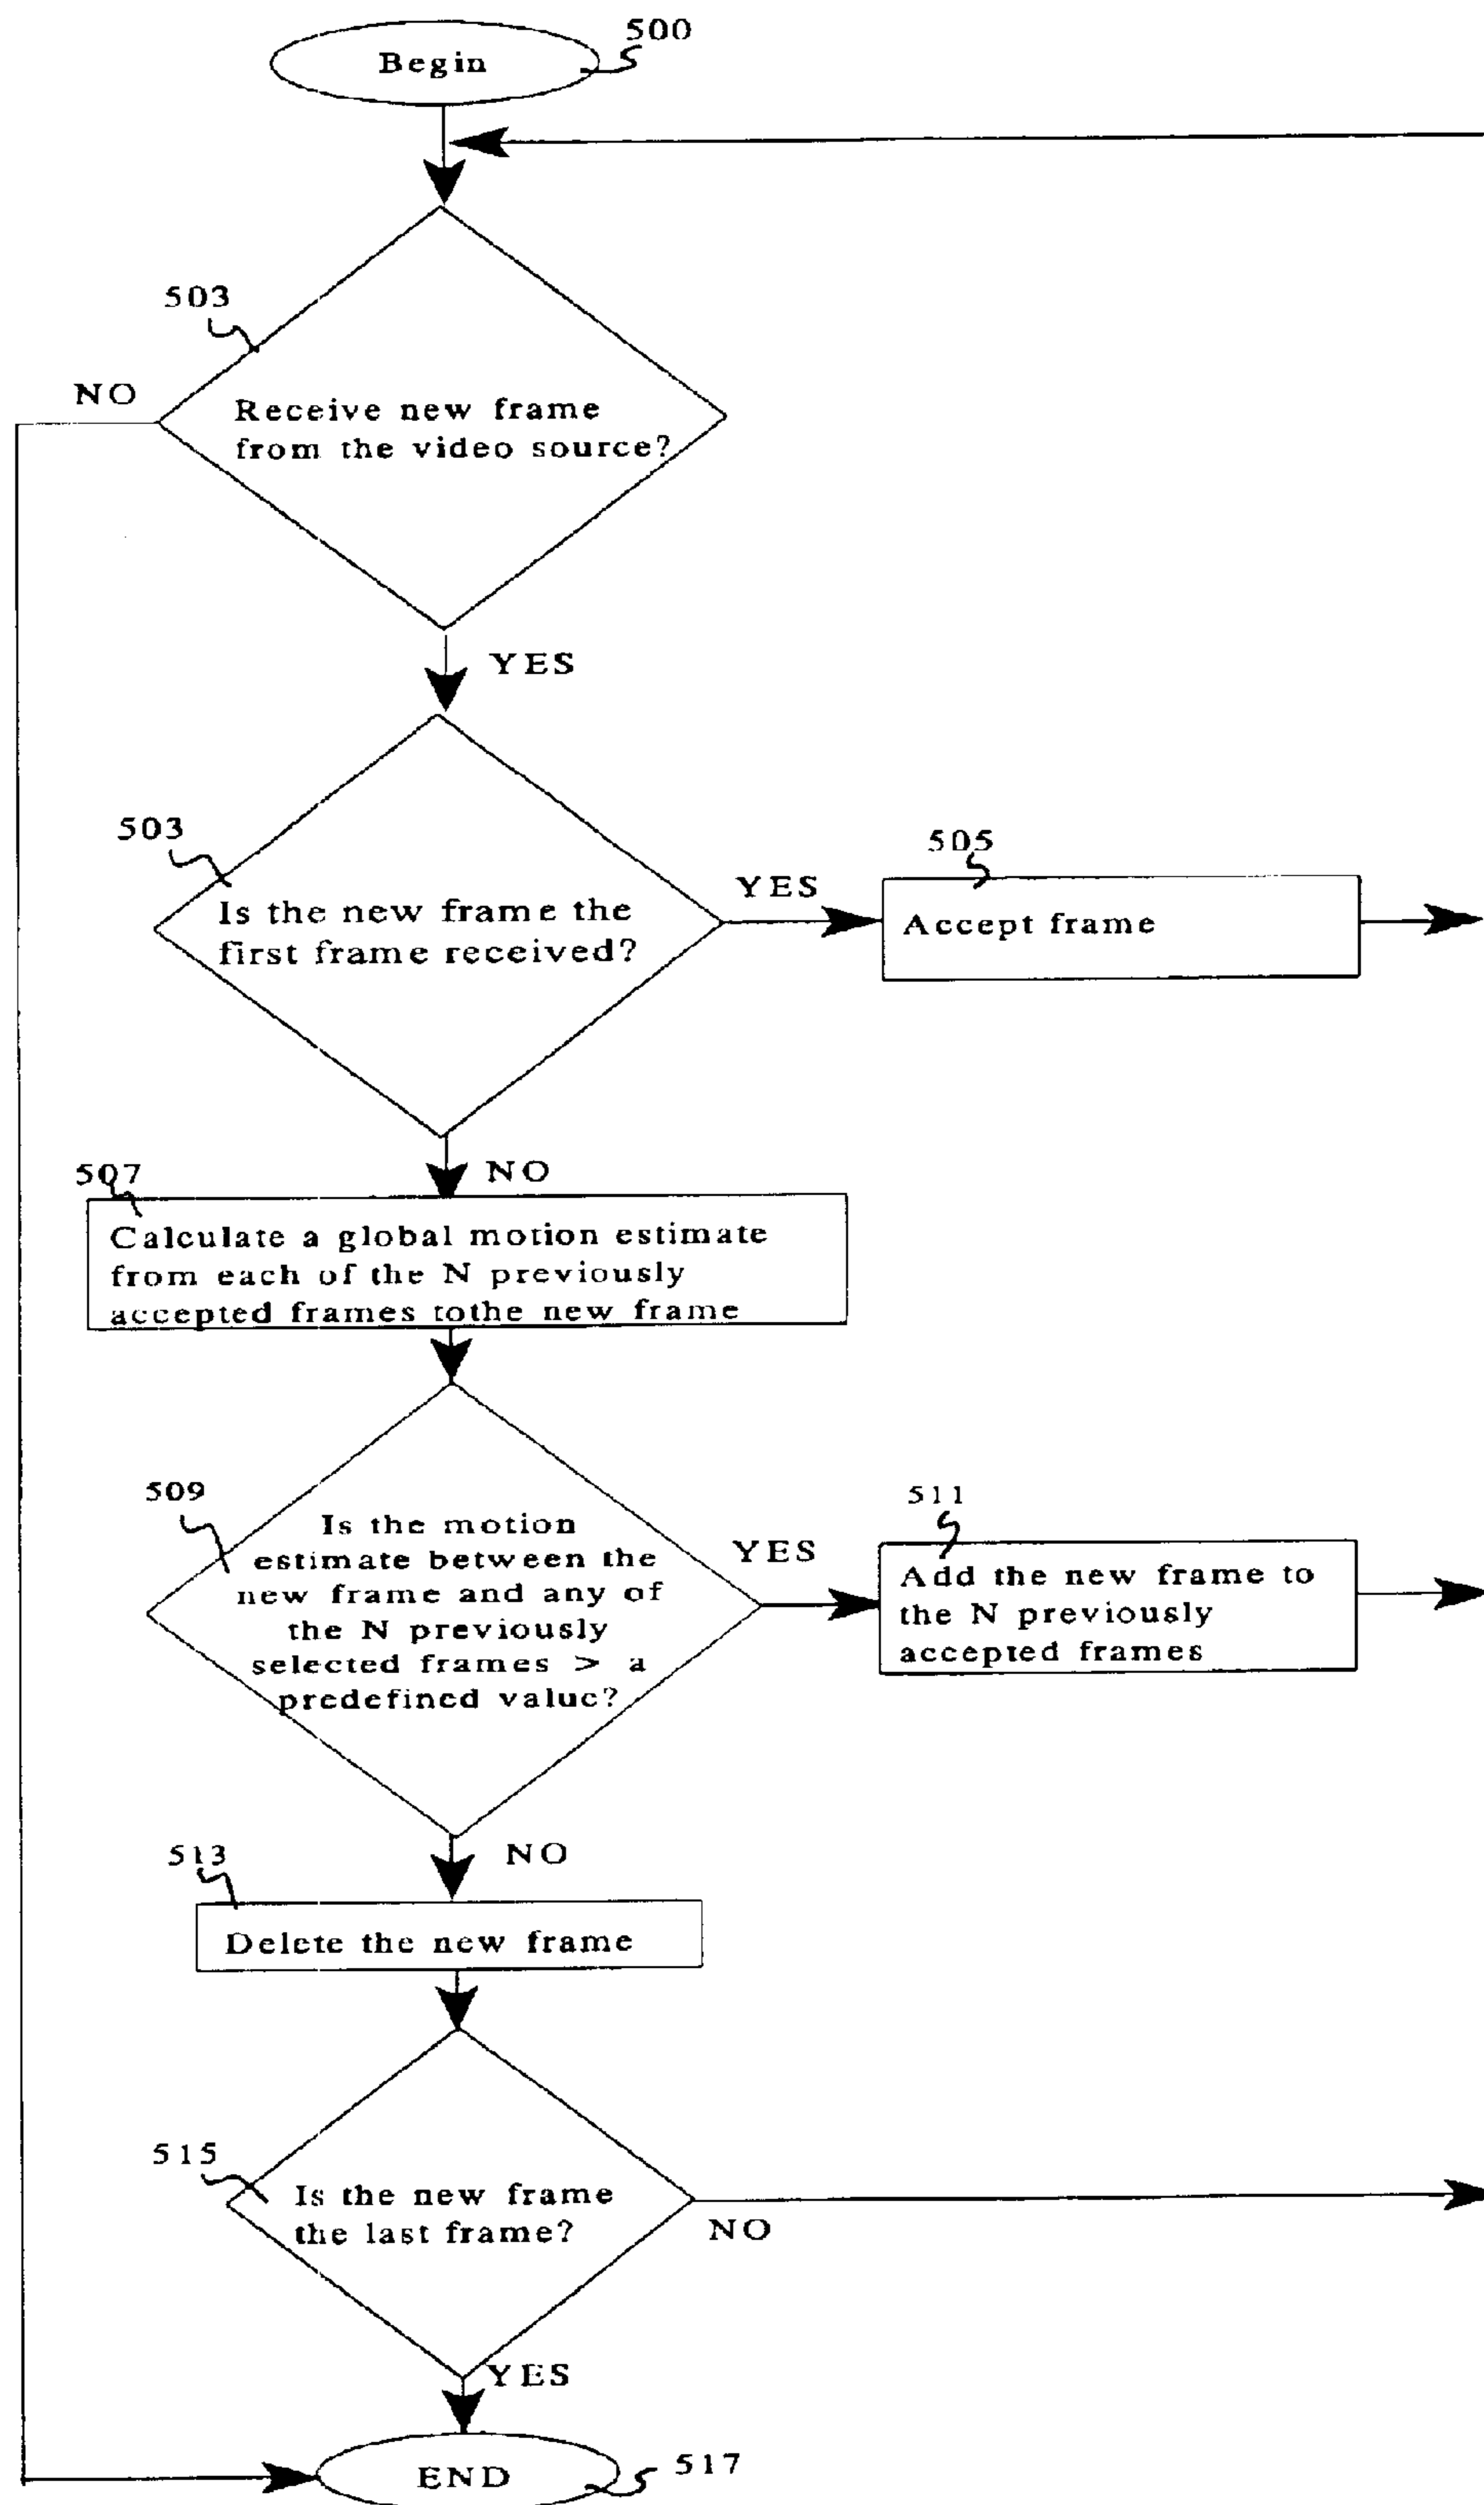 Begin
500
503
NO
Receive new frame
from the video source?
YES
503
Is the new frame the
first frame received?
YES
505
Accept frame
NO
507
Calculate a global motion estimate
from each of the N previously
accepted frames tothe new frame
509
Is the motion
estimate between the
new frame and any of
the N previously
selected frames > a
predefined value?
YES
511
Add the new frame to
the N previously
accepted frames
NO
513
Delete the new frame
515
Is the new frame
the last frame?
NO
YES
END
517